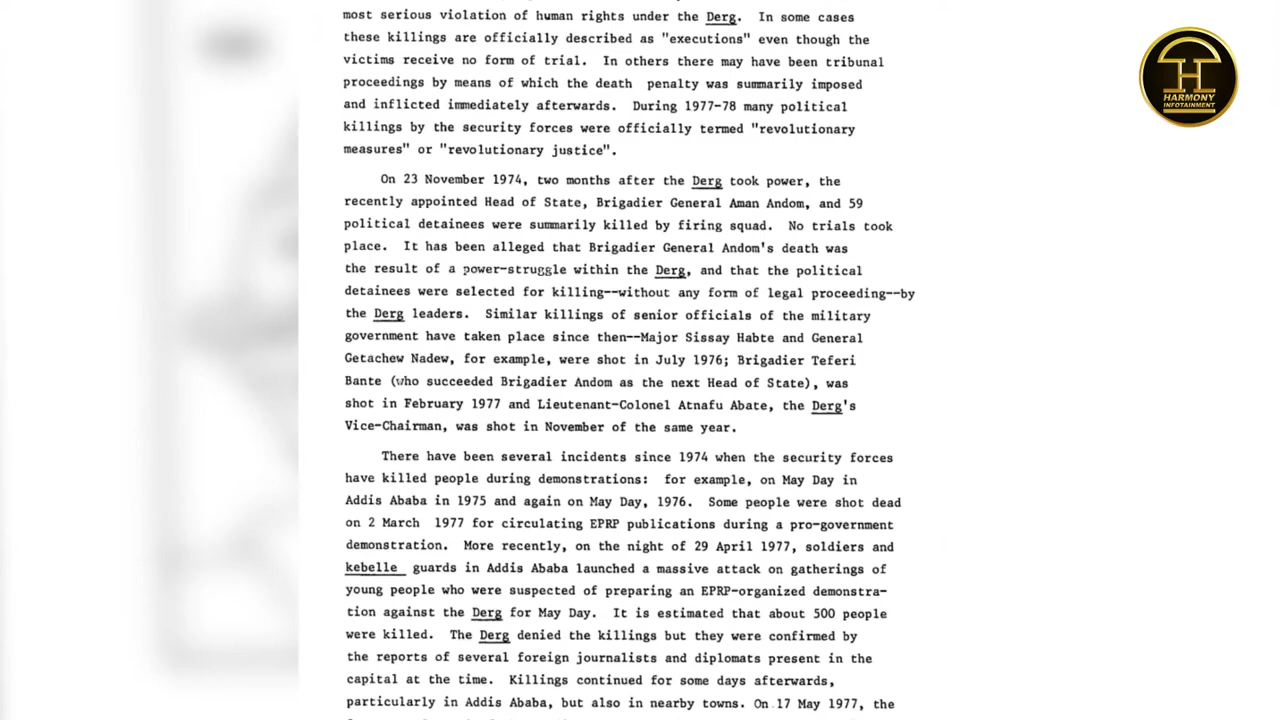 most serious violation of human rights under the Derg. In some cases
these killings are officially described as "executions" even though the
victims receive no form of trial. In others there may have been tribunal
proceedings by means of which the death penalty was summarily imposed
and inflicted immediately afterwards. During 1977-78 many political
killings by the security forces were officially termed "revolutionary
measures" or "revolutionary justice".
On 23 November 1974, two months after the Derg took power, the
recently appointed Head of State, Brigadier General Aman Andom, and 59
political detainees were summarily killed by firing squad. No trials took
place. It has been alleged that Brigadier General Andom's death was
the result of a power-struggle within the Derg, and that the political
detainees were selected for killing--without any form of legal proceeding--by
the Derg leaders. Similar killings of senior officials of the military
government have taken place since then--Major Sissay Habte and General
Getachew Nadew, for example, were shot in July 1976; Brigadier Teferi
Bante (who succeeded Brigadier Andom as the next Head of State), was
shot in February 1977 and Lieutenant-Colonel Atnafu Abate, the Derg's
Vice-Chairman, was shot in November of the same year.
There have been several incidents since 1974 when the security forces
have killed people during demonstrations: for example, on May Day in
Addis Ababa in 1975 and again on May Day, 1976. Some people were shot dead
on 2 March 1977 for circulating EPRP publications during a pro-government
demonstration. More recently, on the night of 29 April 1977, soldiers and
kebelle guards in Addis Ababa launched a massive attack on gatherings of
young people who were suspected of preparing an EPRP-organized demonstra-
tion against the Derg for May Day. It is estimated that about 500 people
were killed. The Derg denied the killings but they were confirmed by
the reports of several foreign journalists and diplomats present in the
capital at the time. Killings continued for some days afterwards,
particularly in Addis Ababa, but also in nearby towns. On 17 May 1977, the
HARMONY
INFOTAINMENT